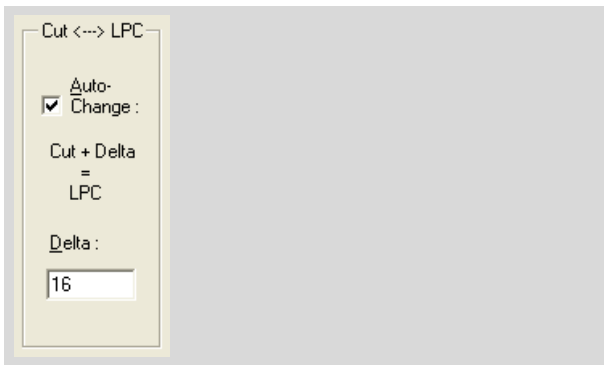 Cut <---> LPC
Auto-
Change :
Cut + Delta
=
LPC
Delta :
16